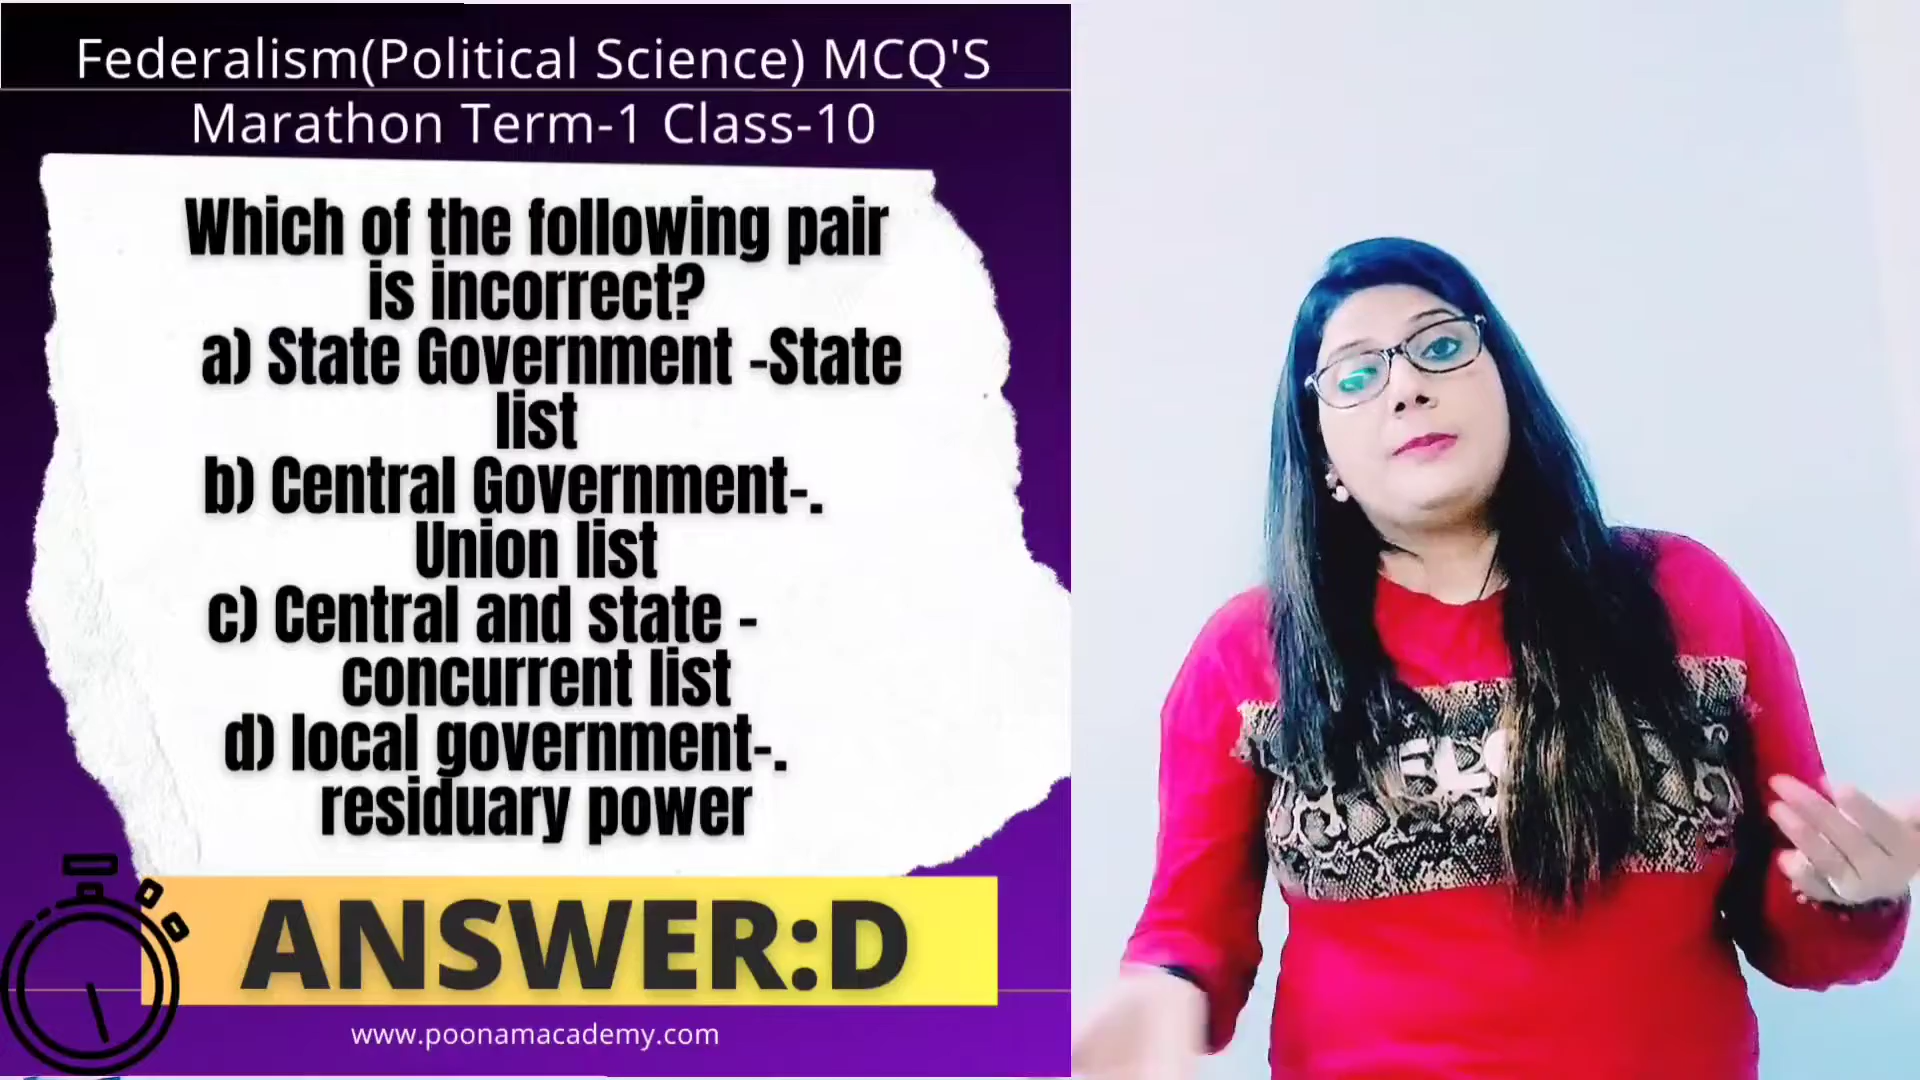 Federalism(Political Science) MCQ'S
Marathon Term-1 Class-10
Which of the following pair
is incorrect?
a) State Government -State
list
b) Central Government-.
Union list
c) Central and state -
concurrent list
d) local government-.
residuary power
ANSWER:D
www.poonamacademy.com